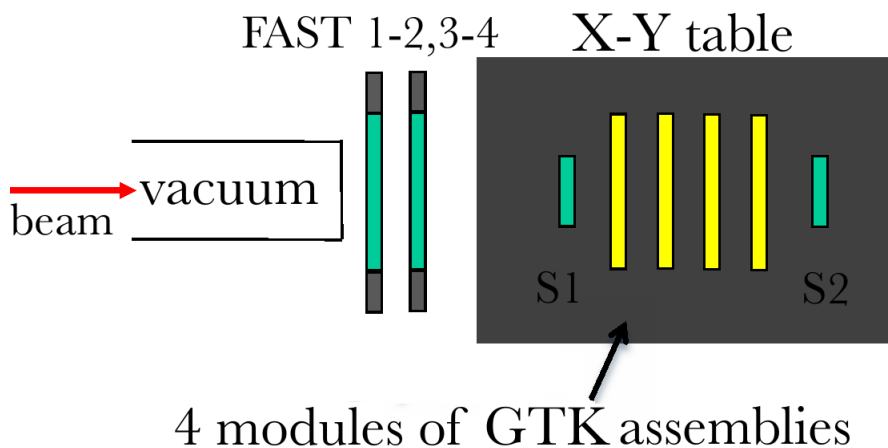 FAST 1-2,3-4
X-Y table
vacuum
beam
S1
S2
4 modules of GTK assemblies